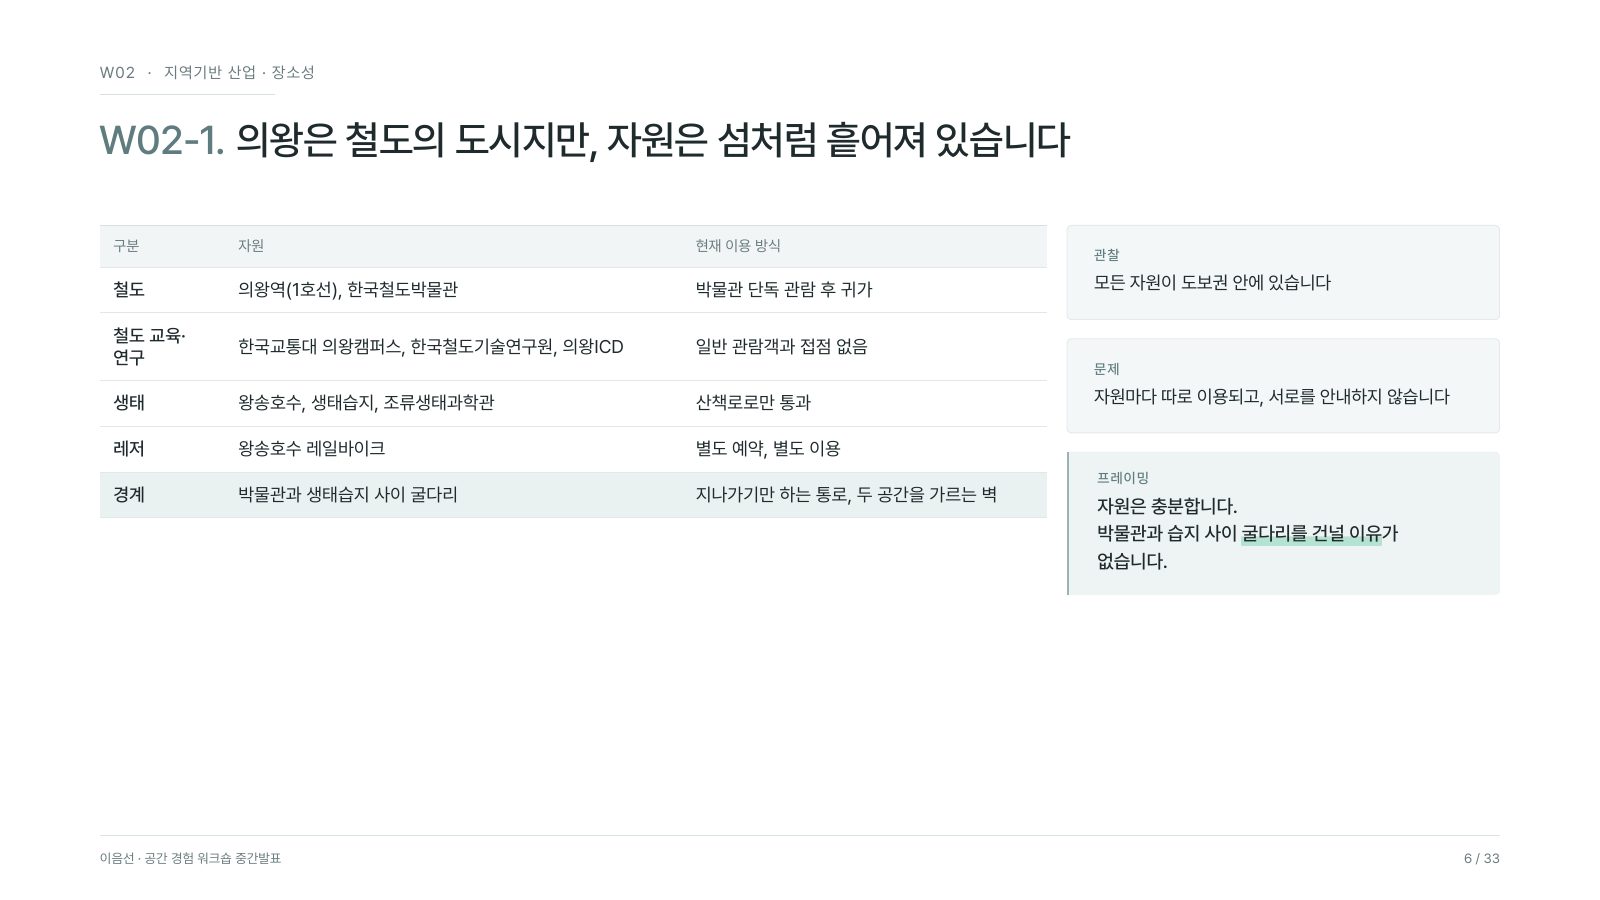 W02 · 지역기반 산업 · 장소성
W02-1. 의왕은 철도의 도시지만, 자원은 섬처럼 흩어져 있습니다
구분 자원 현재 이용 방식
철도 의왕역(1호선), 한국철도박물관 박물관 단독 관람 후 귀가
철도 교육·
연구 한국교통대 의왕캠퍼스, 한국철도기술연구원, 의왕ICD 일반 관람객과 접점 없음
생태 왕송호수, 생태습지, 조류생태과학관 산책로로만 통과
레저 왕송호수 레일바이크 별도 예약, 별도 이용
경계 박물관과 생태습지 사이 굴다리 지나가기만 하는 통로, 두 공간을 가르는 벽
관찰
모든 자원이 도보권 안에 있습니다
문제
자원마다 따로 이용되고, 서로를 안내하지 않습니다
프레이밍
자원은 충분합니다.
박물관과 습지 사이 굴다리를 건널 이유가
없습니다.
이음선 · 공간 경험 워크숍 중간발표
6 / 33